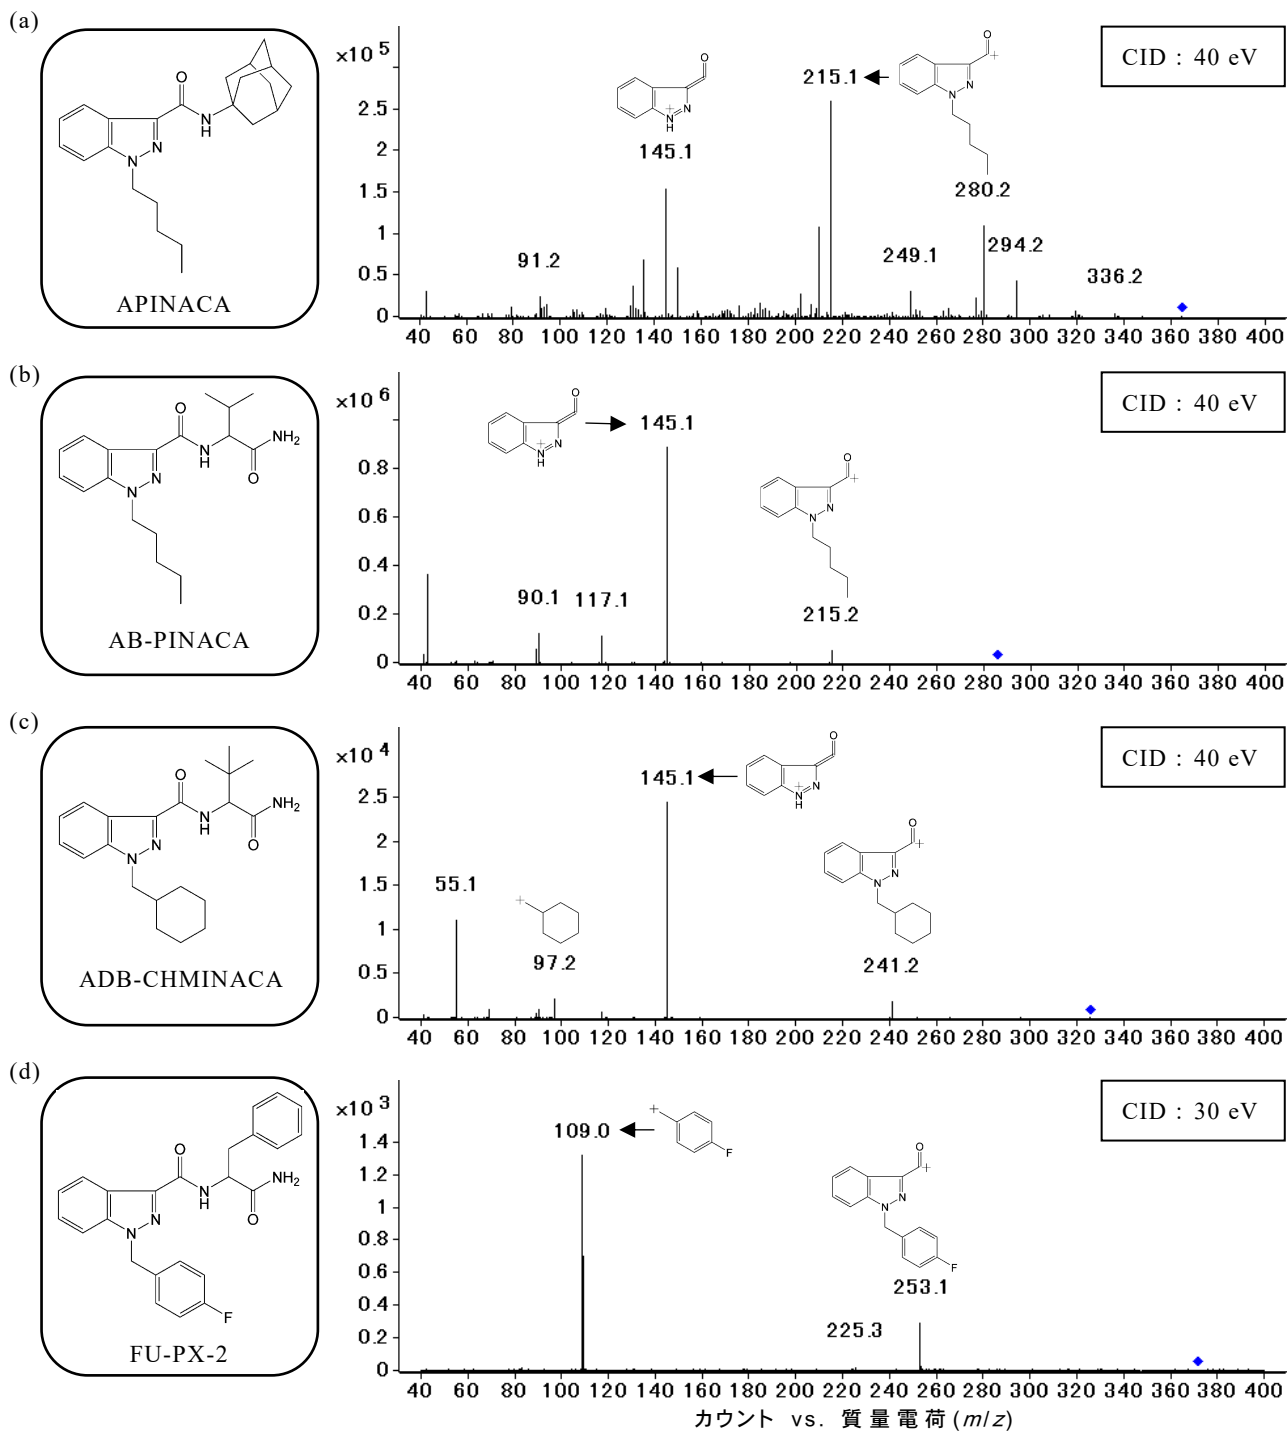 (a)
APINACA
×10 5
2.5
2
1.5
1
0.5
0
91.2
145.1
215.1
249.1
280.2
294.2
336.2
CID : 40 eV
O
N
H
N
N
O
N
+
N
H
O
+
N
N
40 60 80 100 120 140 160 180 200 220 240 260 280 300 320 340 360 380 400
(b)
AB-PINACA
×10 6
0.8
0.6
0.4
0.2
0
90.1
117.1
145.1
215.2
CID : 40 eV
O
N
H
NH2
O
N
N
O
N
+
N
H
O
+
N
N
40 60 80 100 120 140 160 180 200 220 240 260 280 300 320 340 360 380 400
(c)
ADB-CHMINACA
×10 4
2.5
2
1.5
1
0.5
0
55.1
97.2
145.1
241.2
CID : 40 eV
O
N
H
NH2
O
N
N
+
O
N
+
N
H
O
+
N
N
40 60 80 100 120 140 160 180 200 220 240 260 280 300 320 340 360 380 400
(d)
FU-PX-2
×10 3
1.4
1.2
1
0.8
0.6
0.4
0.2
0
109.0
225.3
253.1
CID : 30 eV
O
N
H
NH2
O
N
N
F
+
F
O
+
N
N
F
40 60 80 100 120 140 160 180 200 220 240 260 280 300 320 340 360 380 400
カウント vs. 質量電荷(m/z)